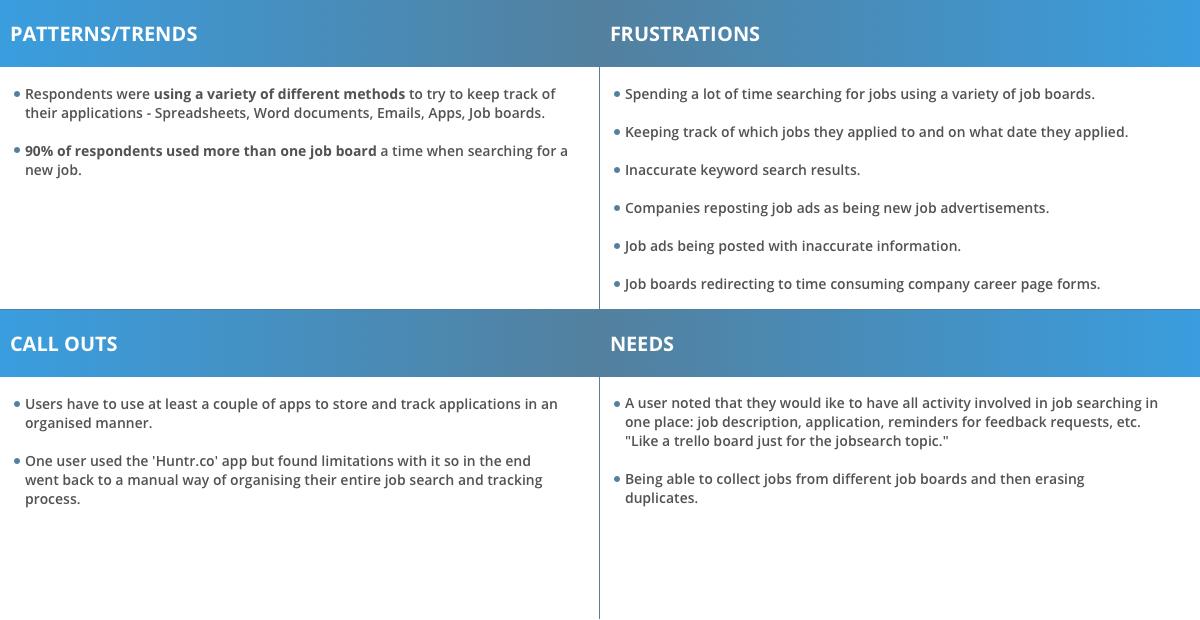 PATTERNS/TRENDS
Respondents were using a variety of different methods to try to keep track of
their applications - Spreadsheets, Word documents, Emails, Apps, Job boards.
90% of respondents used more than one job board a time when searching for a
new job.
FRUSTRATIONS
Spending a lot of time searching for jobs using a variety of job boards.
Keeping track of which jobs they applied to and on what date they applied.
Inaccurate keyword search results.
Companies reposting job ads as being new job advertisements.
Job ads being posted with inaccurate information.
Job boards redirecting to time consuming company career page forms.
CALL OUTS
Users have to use at least a couple of apps to store and track applications in an
organised manner.
One user used the 'Huntr.co' app but found limitations with it so in the end
went back to a manual way of organising their entire job search and tracking
process.
NEEDS
A user noted that they would ike to have all activity involved in job searching in
one place: job description, application, reminders for feedback requests, etc.
"Like a trello board just for the jobsearch topic."
Being able to collect jobs from different job boards and then erasing
duplicates.